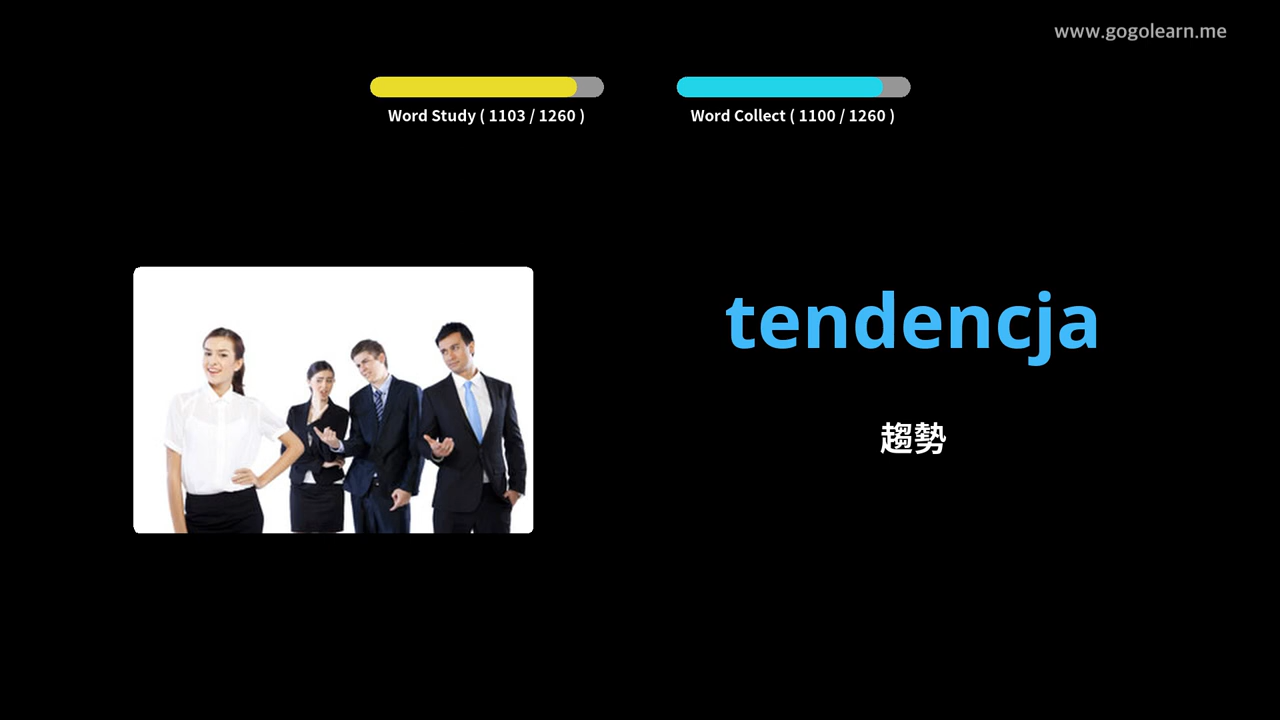 www.gogolearn.me
Word Study ( 1103 / 1260 )
Word Collect ( 1100 / 1260 )
tendencja
趨勢